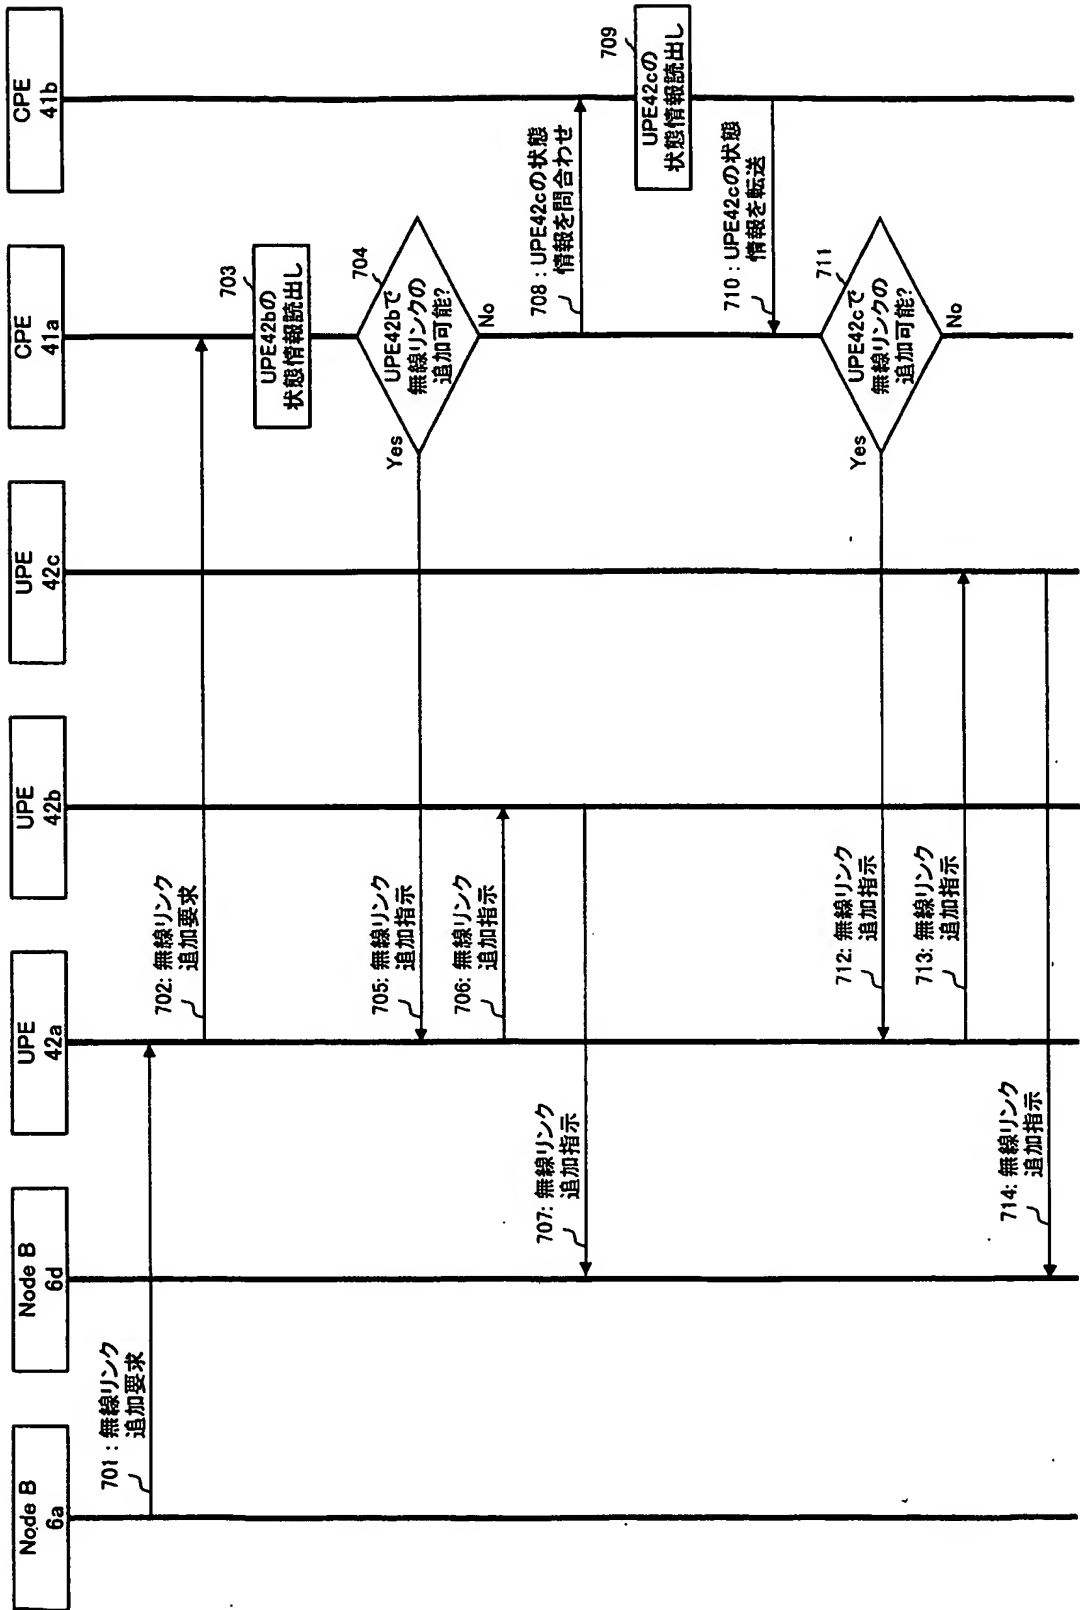 Node B
6a
Node B
6d
UPE
42a
UPE
42b
UPE
42c
CPE
41a
CPE
41b
701：無線リンク
追加要求
702: 無線リンク
追加要求
703
UPE42bの
状態情報読出し
704
UPE42bで
無線リンクの
追加可能?
Yes
No
705: 無線リンク
追加指示
706: 無線リンク
追加指示
707: 無線リンク
追加指示
708：UPE42cの状態
情報を問合わせ
709
UPE42cの
状態情報読出し
710：UPE42cの状態
情報を転送
711
UPE42cで
無線リンクの
追加可能?
Yes
No
712: 無線リンク
追加指示
713: 無線リンク
追加指示
714: 無線リンク
追加指示